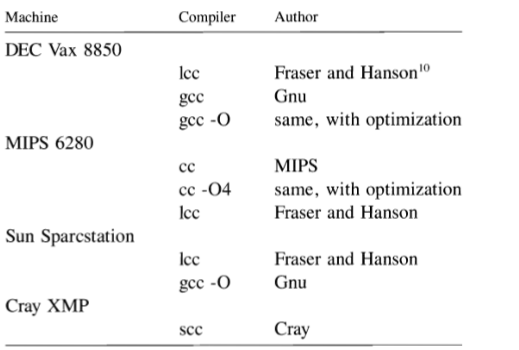 Machine Compiler Author
DEC Vax 8850
lcc Fraser and Hanson¹⁰
gcc Gnu
gcc -O same, with optimization
MIPS 6280
cc MIPS
cc -O4 same, with optimization
lcc Fraser and Hanson
Sun Sparcstation
lcc Fraser and Hanson
gcc -O Gnu
Cray XMP
scc Cray